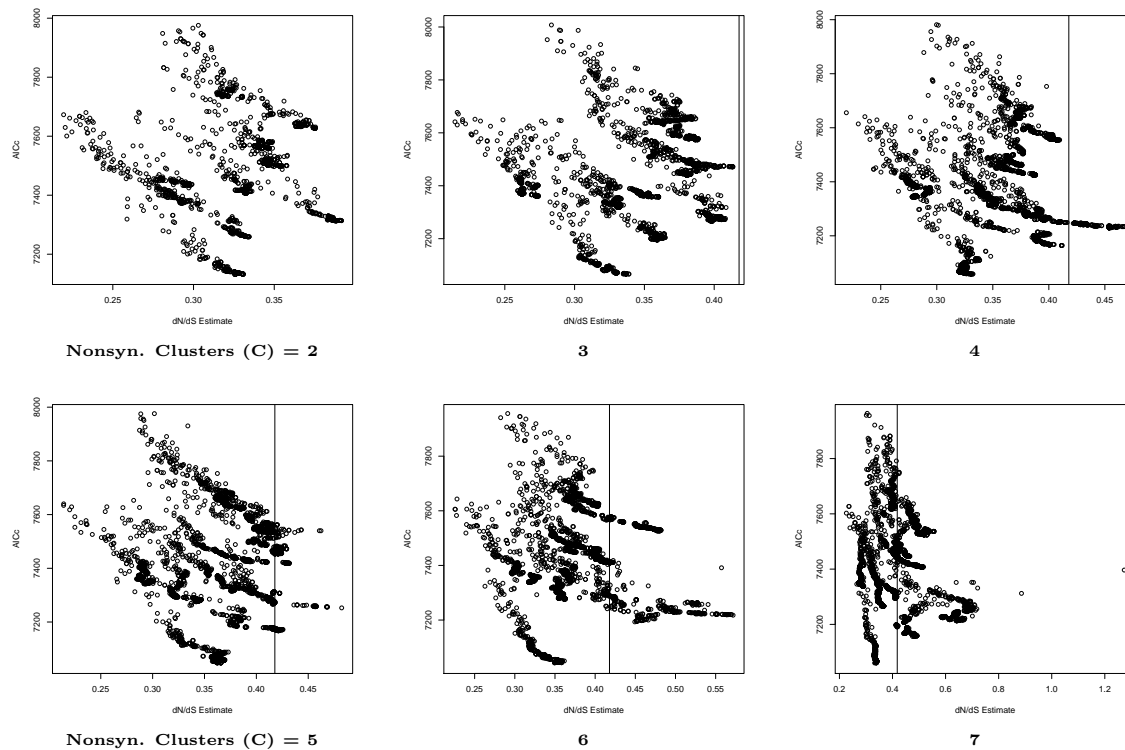 8000
7800
7600
7400
7200
AICc
0.25 0.30 0.35
dN/dS Estimate
Nonsyn. Clusters (C) = 2
8000
7800
7600
7400
7200
AICc
0.25 0.30 0.35 0.40
dN/dS Estimate
3
8000
7800
7600
7400
7200
AICc
0.25 0.30 0.35 0.40 0.45
dN/dS Estimate
4
8000
7800
7600
7400
7200
AICc
0.25 0.30 0.35 0.40 0.45
dN/dS Estimate
Nonsyn. Clusters (C) = 5
7800
7600
7400
7200
AICc
0.25 0.30 0.35 0.40 0.45 0.50 0.55
dN/dS Estimate
6
7800
7600
7400
7200
AICc
0.2 0.4 0.6 0.8 1.0 1.2
dN/dS Estimate
7